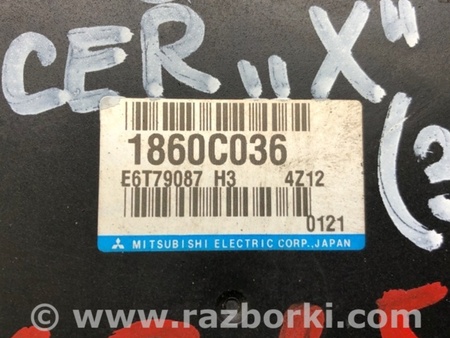 CER „X"
1860C036
E6T79087 H3 4Z12
0121
MITSUBISHI ELECTRIC CORP., JAPAN
© www.razborki.com